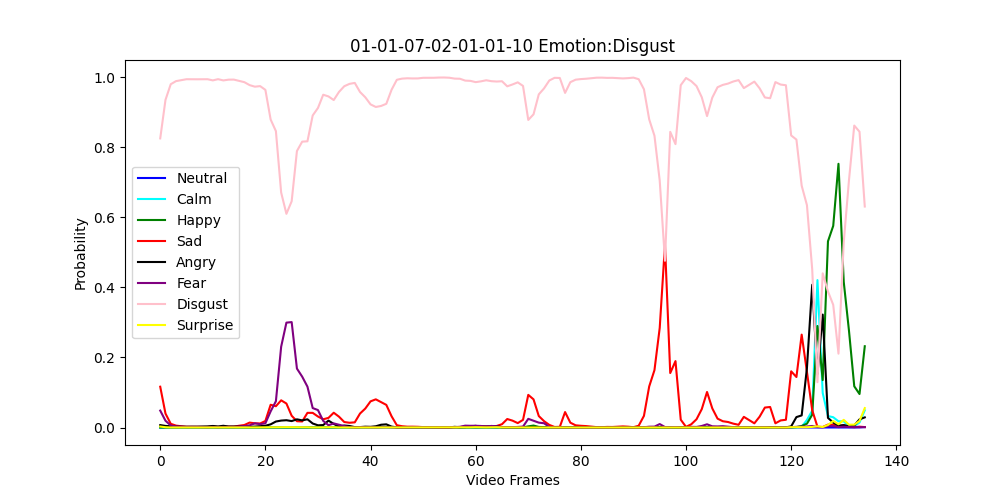 01-01-07-02-01-01-10 Emotion:Disgust
Probability
1.0
0.8
0.6
0.4
0.2
0.0
Neutral
Calm
Happy
Sad
Angry
Fear
Disgust
Surprise
0 20 40 60 80 100 120 140
Video Frames